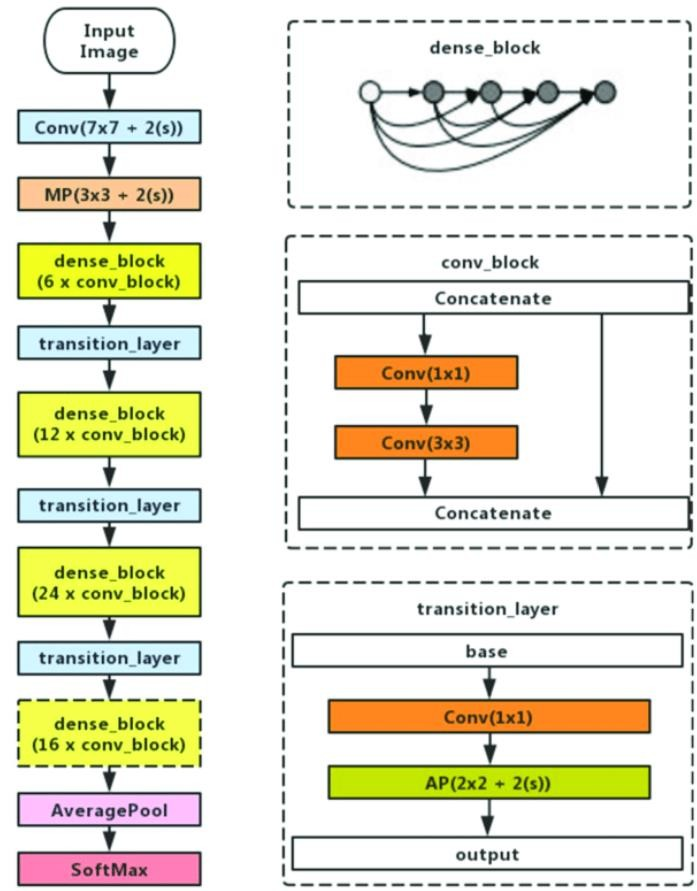 Input
Image
Conv(7x7 + 2(s))
MP(3x3 + 2(s))
dense_block
(6 x conv_block)
transition_layer
dense_block
(12 x conv_block)
transition_layer
dense_block
(24 x conv_block)
transition_layer
dense_block
(16 x conv_block)
AveragePool
SoftMax
dense_block
conv_block
Concatenate
Conv(1x1)
Conv(3x3)
Concatenate
transition_layer
base
Conv(1x1)
AP(2x2 + 2(s))
output